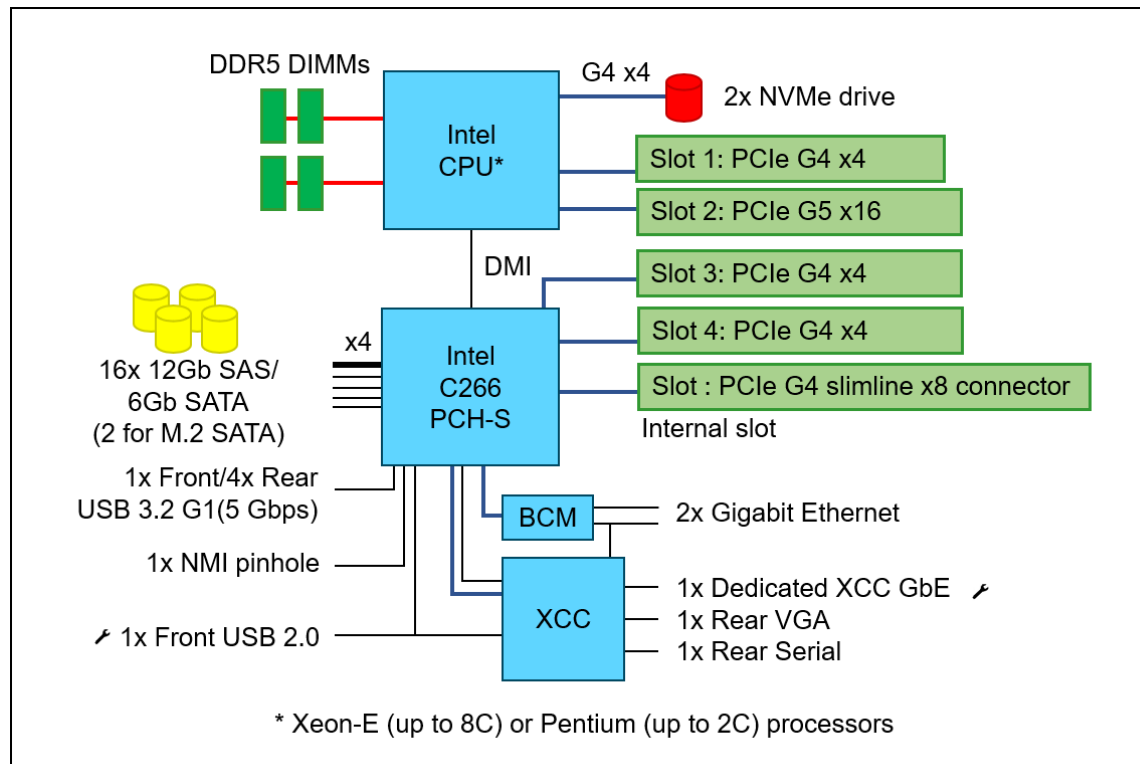 DDR5 DIMMs
G4 x4
Intel
CPU*
2x NVMe drive
Slot 1: PCIe G4 x4
Slot 2: PCIe G5 x16
DMI
Slot 3: PCIe G4 x4
Slot 4: PCIe G4 x4
Slot : PCIe G4 slimline x8 connector
Internal slot
x4
Intel
C266
PCH-S
16x 12Gb SAS/
6Gb SATA
(2 for M.2 SATA)
1x Front/4x Rear
USB 3.2 G1(5 Gbps)
1x NMI pinhole
1x Front USB 2.0
BCM
2x Gigabit Ethernet
XCC
1x Dedicated XCC GbE
1x Rear VGA
1x Rear Serial
* Xeon-E (up to 8C) or Pentium (up to 2C) processors